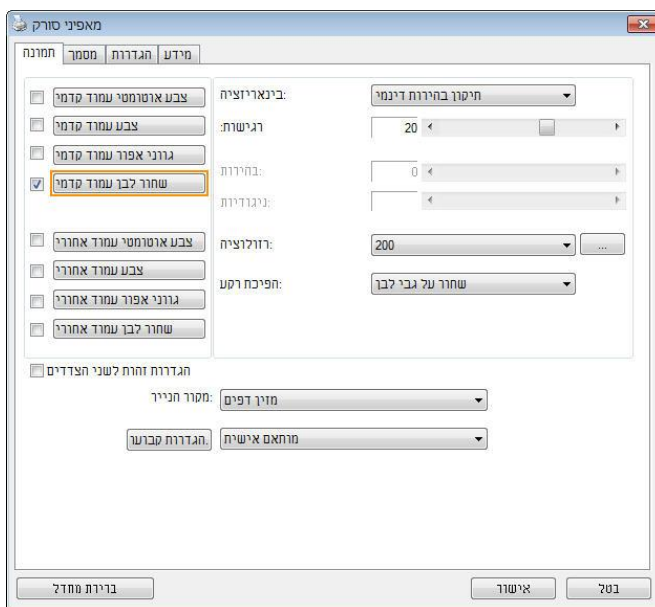 מאפיני סורק
תמונה מסמך הגדרות מידע
צבע אוטומטי עמוד קדמי
צבע עמוד קדמי
גווני אפור עמוד קדמי
שחור לבן עמוד קדמי
צבע אוטומטי עמוד אחורי
צבע עמוד אחורי
גווני אפור עמוד אחורי
שחור לבן עמוד אחורי
בינאריזציה: תיקון בהירות דינמי
רגישות: 20
בהירות: 0
ניגודיות:
רזולוציה: 200 ...
הפיכת רקע: שחור על גבי לבן
הגדרות זהות לשני הצדדים
מקור הנייר: מזין דפים
הגדרות קבועו. מותאם אישית
ברירת מחדל אישור בטל